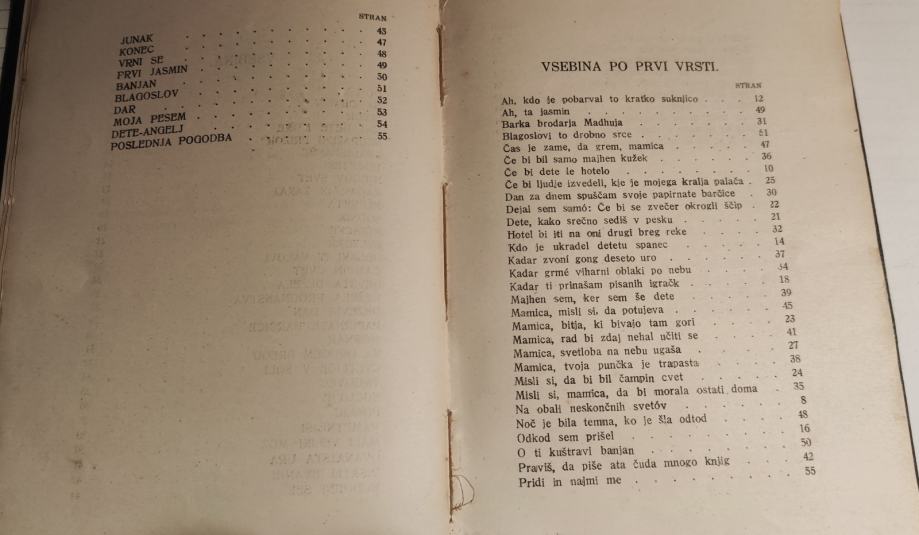 STRAN
JUNAK . . . . . . . . . 45
KONEC . . . . . . . . . 47
VRNI SE . . . . . . . . . 48
PRVI JASMIN . . . . . . . . 49
BANJAN . . . . . . . . . 50
BLAGOSLOV . . . . . . . . 51
DAR . . . . . . . . . 52
MOJA PESEM . . . . . . . . 53
DETE-ANGELJ . . . . . . . . 54
POSLEDNJA POGODBA . . . . . . 55
VSEBINA PO PRVI VRSTI.
STRAN
Ah, kdo je pobarval to kratko suknjico . . . 12
Ah, ta jasmin . . . . . . . 49
Barka brodarja Madhuja . . . . . . 31
Blagoslovi to drobno srce . . . . . . 51
Čas je zame, da grem, mamica . . . . . 47
Če bi bil samo majhen kužek . . . . . 36
Če bi dete le hotelo . . . . . . 10
Če bi ljudje izvedeli, kje je mojega kralja palača . 25
Dan za dnem spuščam svoje papirnate barčice . . 30
Dejal sem samó: Če bi se zvečer okrogli ščip . 22
Dete, kako srečno sediš v pesku . . . . . 21
Hotel bi iti na oni drugi breg reke . . . . 32
Kdo je ukradel detetu spanec . . . . . 14
Kadar zvoni gong deseto uro . . . . . 37
Kadar grmé viharni oblaki po nebu . . . . 34
Kadar ti prinašam pisanih igračk . . . . 18
Majhen sem, ker sem še dete . . . . . 39
Mamica, misli si, da potujeva . . . . . 45
Mamica, bitja, ki bivajo tam gori . . . . 23
Mamica, rad bi zdaj nehal učiti se . . . . 41
Mamica, svetloba na nebu ugaša . . . . 27
Mamica, tvoja punčka je trapasta . . . . 38
Misli si, da bi bil čampin cvet . . . . . 24
Misli si, mamica, da bi morala ostati doma . . 35
Na obali neskončnih svetóv . . . . . 8
Noč je bila temna, ko je šla odtod . . . . 48
Odkod sem prišel . . . . . . . 16
O ti kuštravi banjan . . . . . . 50
Praviš, da piše ata čuda mnogo knjig . . . 42
Pridi in najmi me . . . . . . . 55